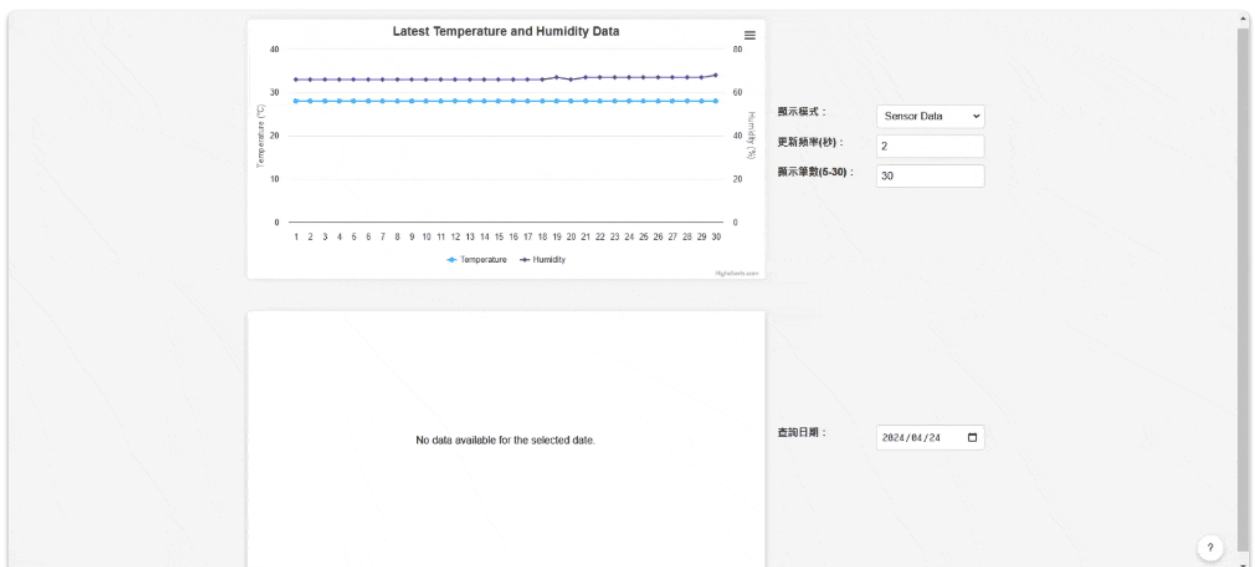 Latest Temperature and Humidity Data
40
30
20
10
0
Temperature (°C)
80
60
40
20
0
Humidity (%)
1 2 3 4 5 6 7 8 9 10 11 12 13 14 15 16 17 18 19 20 21 22 23 24 25 26 27 28 29 30
Temperature Humidity
Highcharts.com
顯示模式： Sensor Data
更新頻率(秒)： 2
顯示筆數(5-30)： 30
No data available for the selected date.
查詢日期： 2024/04/24
?